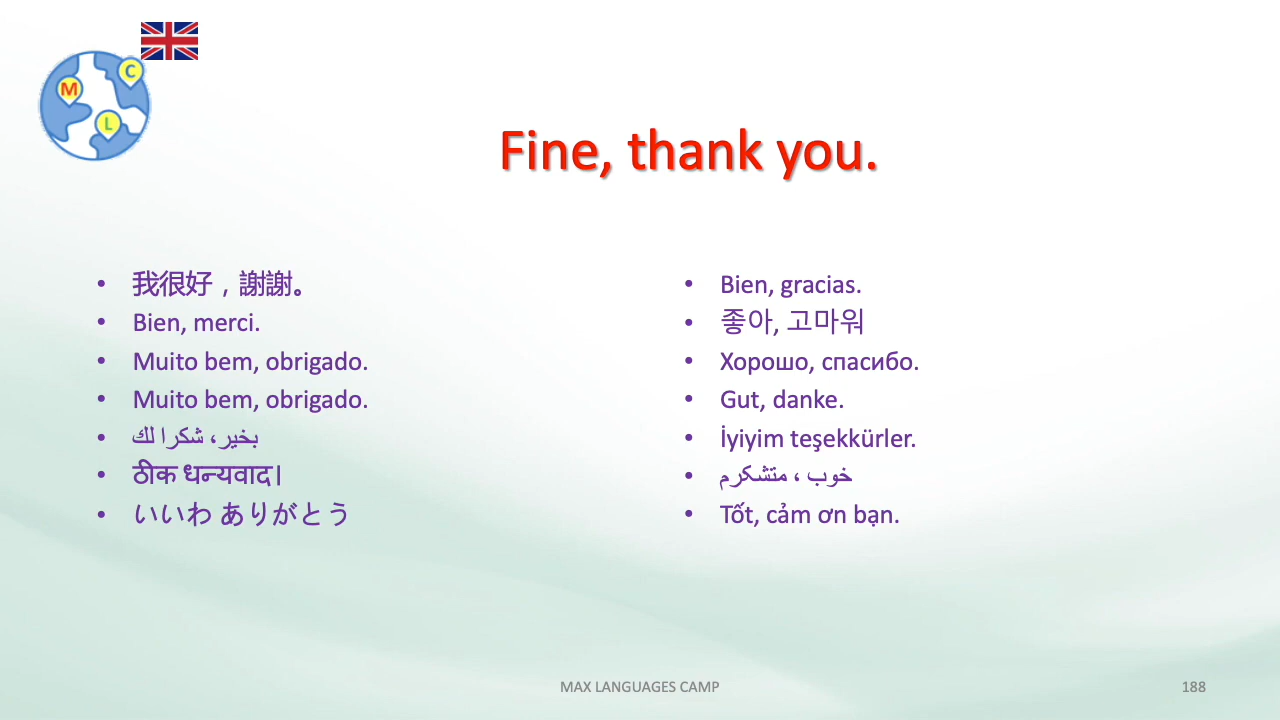 C
M
L
Fine, thank you.
我很好，謝謝。
Bien, merci.
Muito bem, obrigado.
Muito bem, obrigado.
بخير، شكرا لك
ठीक धन्यवाद।
いいわ ありがとう
Bien, gracias.
좋아, 고마워
Хорошо, спасибо.
Gut, danke.
İyiyim teşekkürler.
خوب ، متشکرم
Tốt, cảm ơn bạn.
MAX LANGUAGES CAMP
188